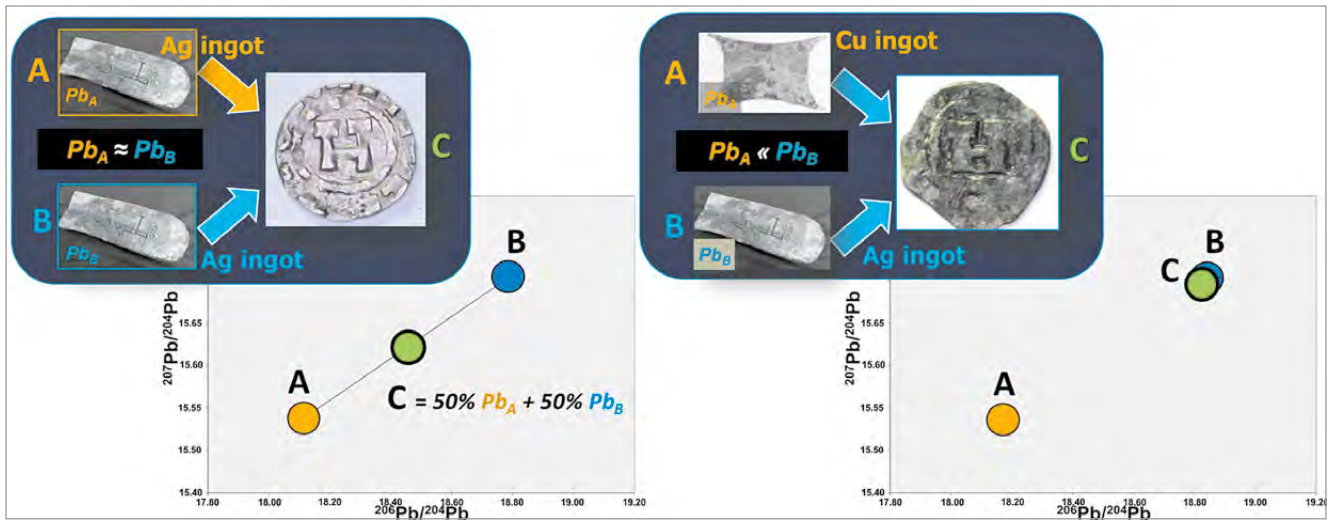 Ag ingot
A
Pb_A
Pb_A ≈ Pb_B
C
B
Pb_B
Ag ingot
B
A
C = 50% Pb_A + 50% Pb_B
207Pb/204Pb
15.65
15.60
15.55
15.50
15.40
17.80 18.00 18.20 18.40 18.60 18.80 19.00 19.20
206Pb/204Pb
Cu ingot
A
Pb_A
Pb_A « Pb_B
C
B
Pb_B
Ag ingot
B
C
A
207Pb/204Pb
15.65
15.60
15.55
15.50
15.40
17.80 18.00 18.20 18.40 18.60 18.80 19.00 19.20
206Pb/204Pb